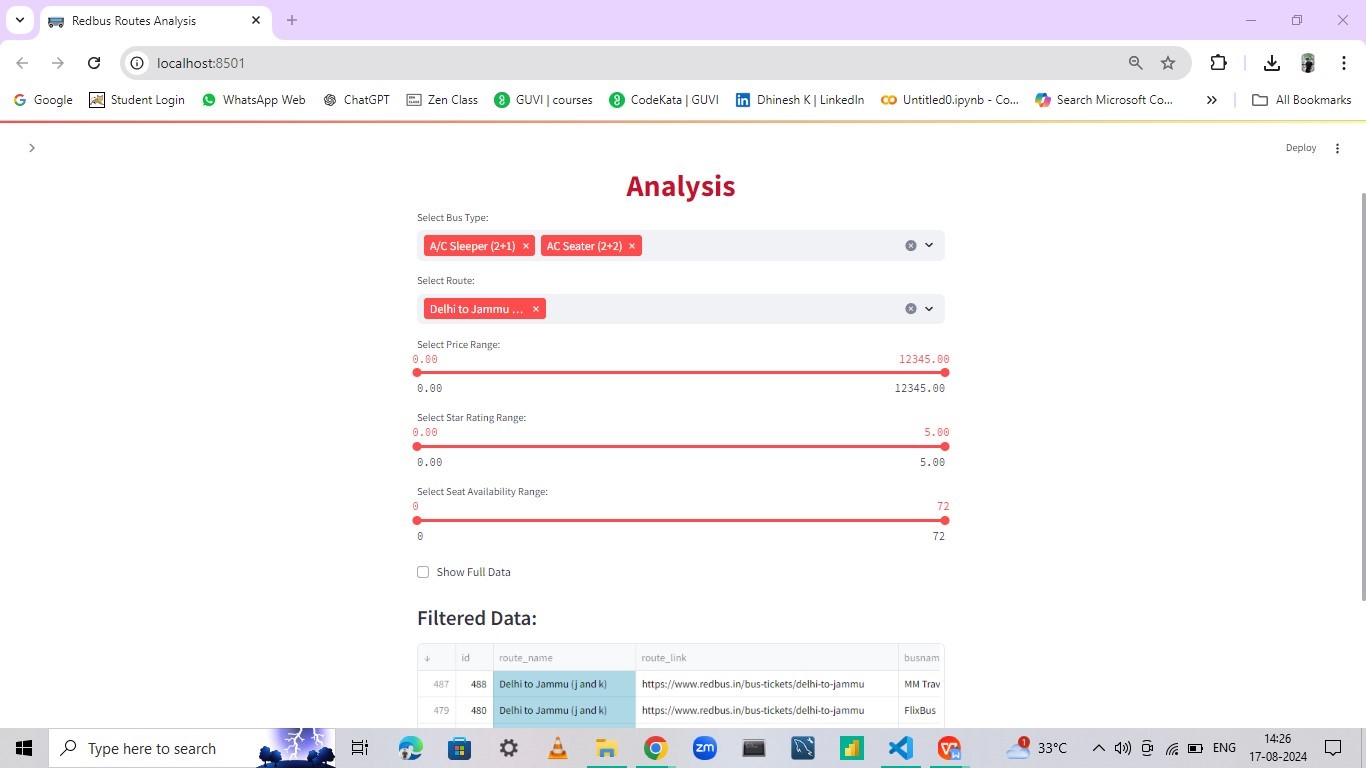 Redbus Routes Analysis
localhost:8501
Google Student Login WhatsApp Web ChatGPT Zen Class GUVI | courses CodeKata | GUVI Dhinesh K | LinkedIn Untitled0.ipynb - Co... Search Microsoft Co... All Bookmarks
Deploy
Analysis
Select Bus Type:
A/C Sleeper (2+1) AC Seater (2+2)
Select Route:
Delhi to Jammu ...
Select Price Range:
0.00 12345.00
0.00 12345.00
Select Star Rating Range:
0.00 5.00
0.00 5.00
Select Seat Availability Range:
0 72
0 72
Show Full Data
Filtered Data:
id route_name route_link busnam
487 488 Delhi to Jammu (j and k) https://www.redbus.in/bus-tickets/delhi-to-jammu MM Trav
479 480 Delhi to Jammu (j and k) https://www.redbus.in/bus-tickets/delhi-to-jammu FlixBus
Type here to search zm 1 33°C ENG 14:26
17-08-2024